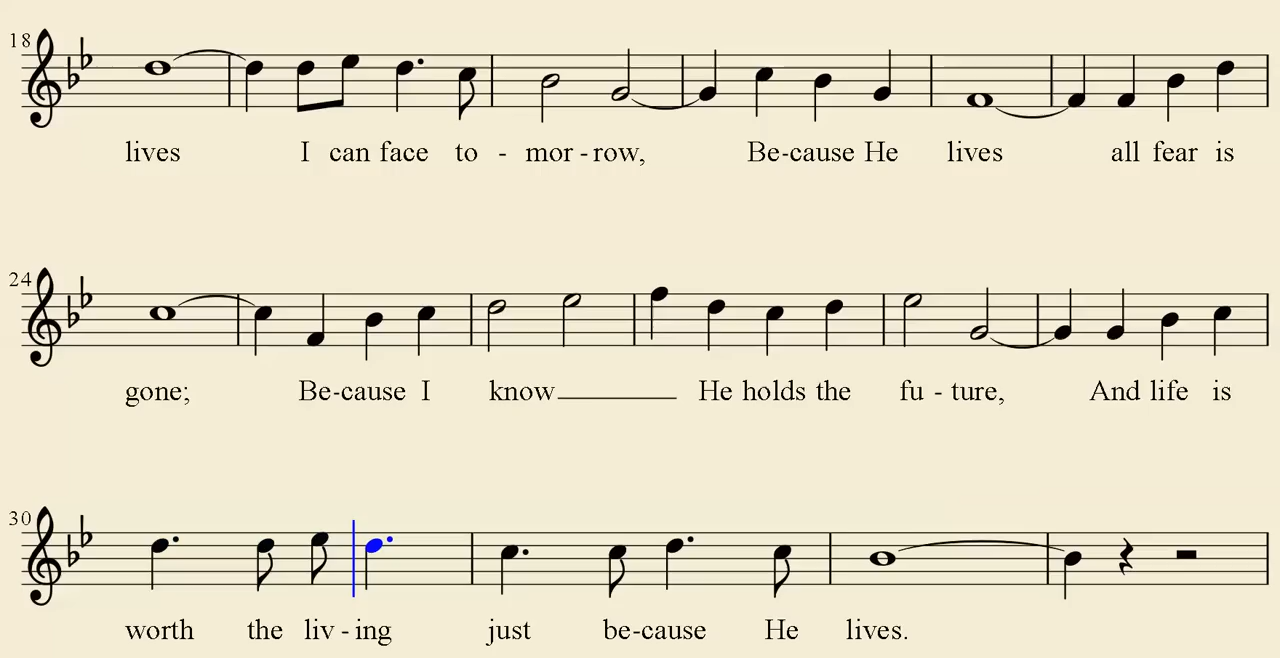 18
lives I can face to - mor - row, Be-cause He lives all fear is
24
gone; Be-cause I know_________ He holds the fu - ture, And life is
30
worth the liv - ing just be-cause He lives.